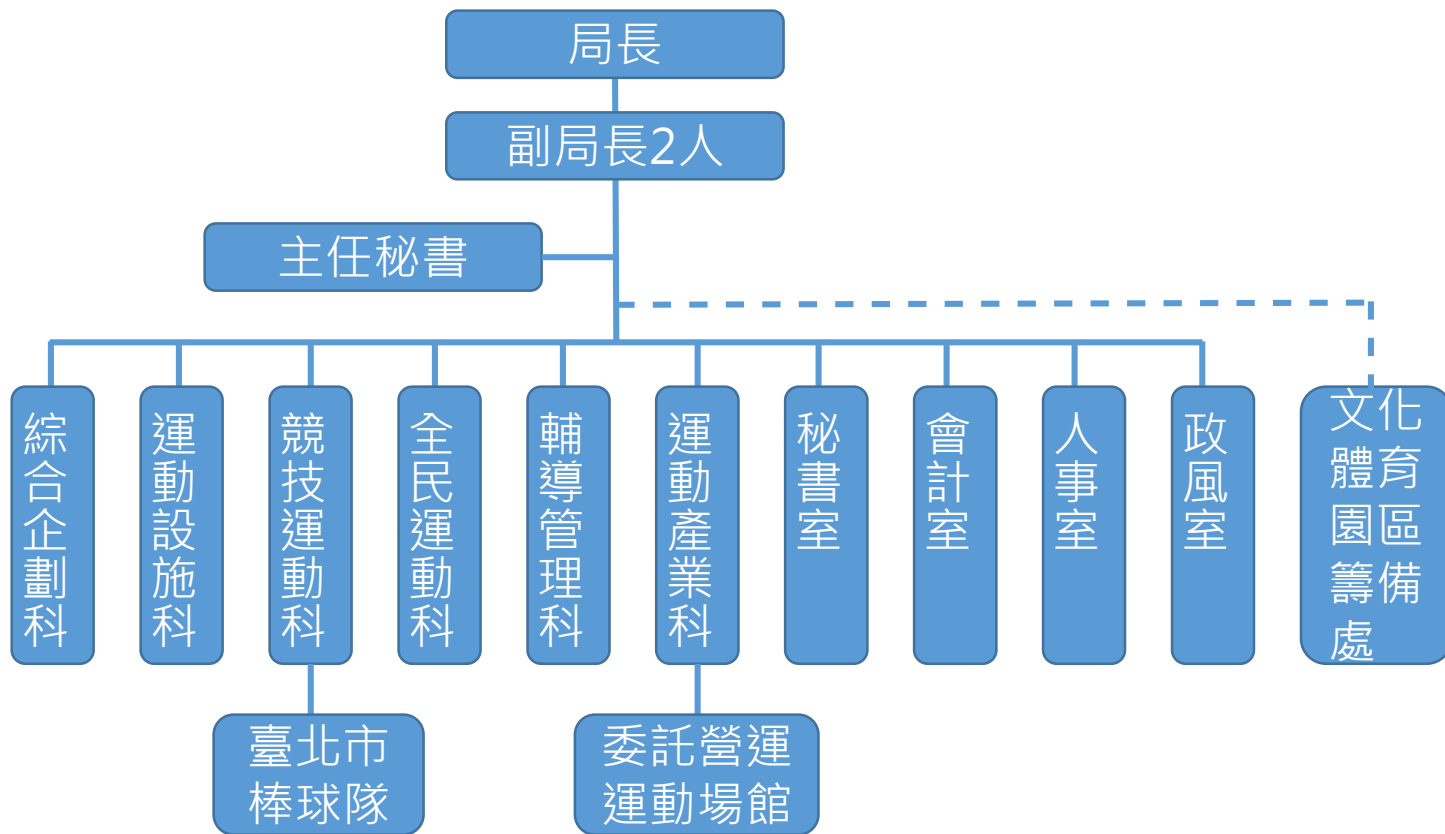 局長
副局長2人
主任秘書
綜合企劃科
運動設施科
競技運動科
全民運動科
輔導管理科
運動產業科
秘書室
會計室
人事室
政風室
文化
體育
園區
籌備
處
臺北市
棒球隊
委託營運
運動場館